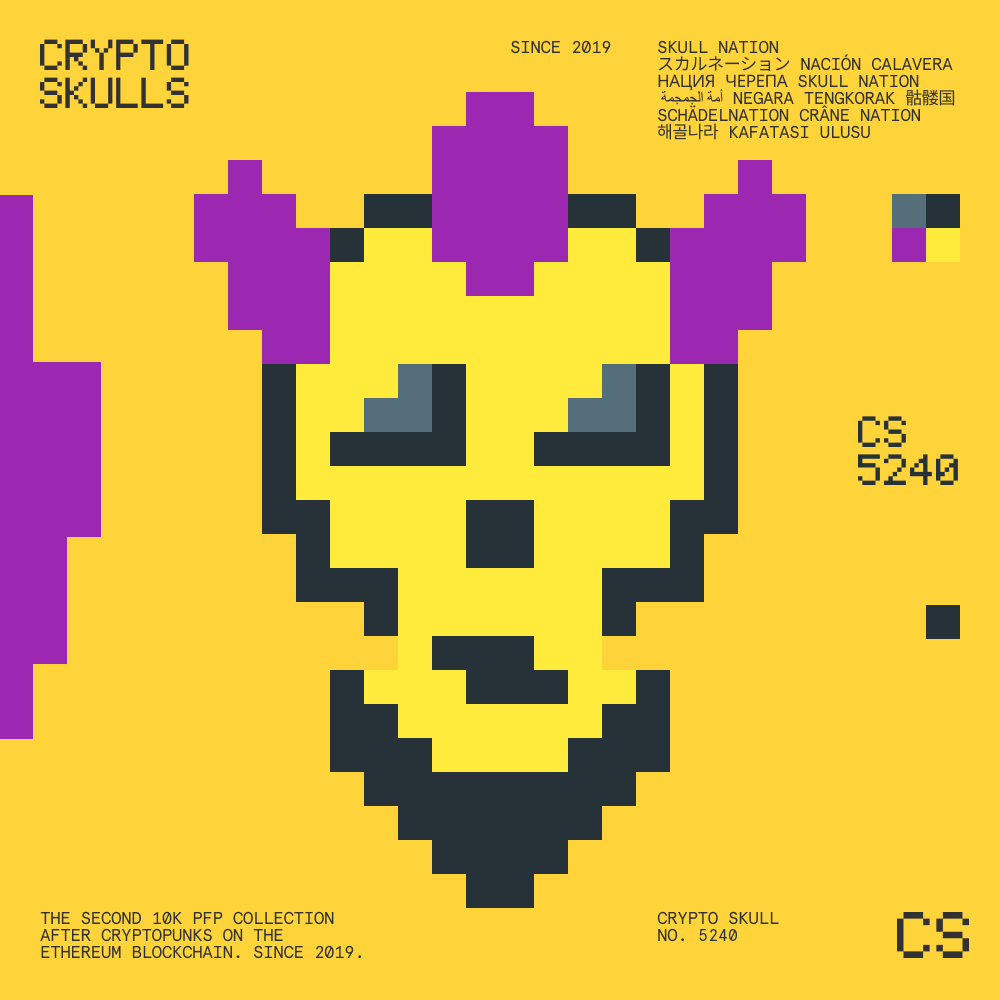 CRYPTO
SKULLS
SINCE 2019
SKULL NATION
スカルネーション NACIÓN CALAVERA
НАЦИЯ ЧЕРЕПА SKULL NATION
أمة الجمجمة NEGARA TENGKORAK 骷髅国
SCHÄDELNATION CRÂNE NATION
해골나라 KAFATASI ULUSU
CS
5240
THE SECOND 10K PFP COLLECTION
AFTER CRYPTOPUNKS ON THE
ETHEREUM BLOCKCHAIN. SINCE 2019.
CRYPTO SKULL
NO. 5240
CS